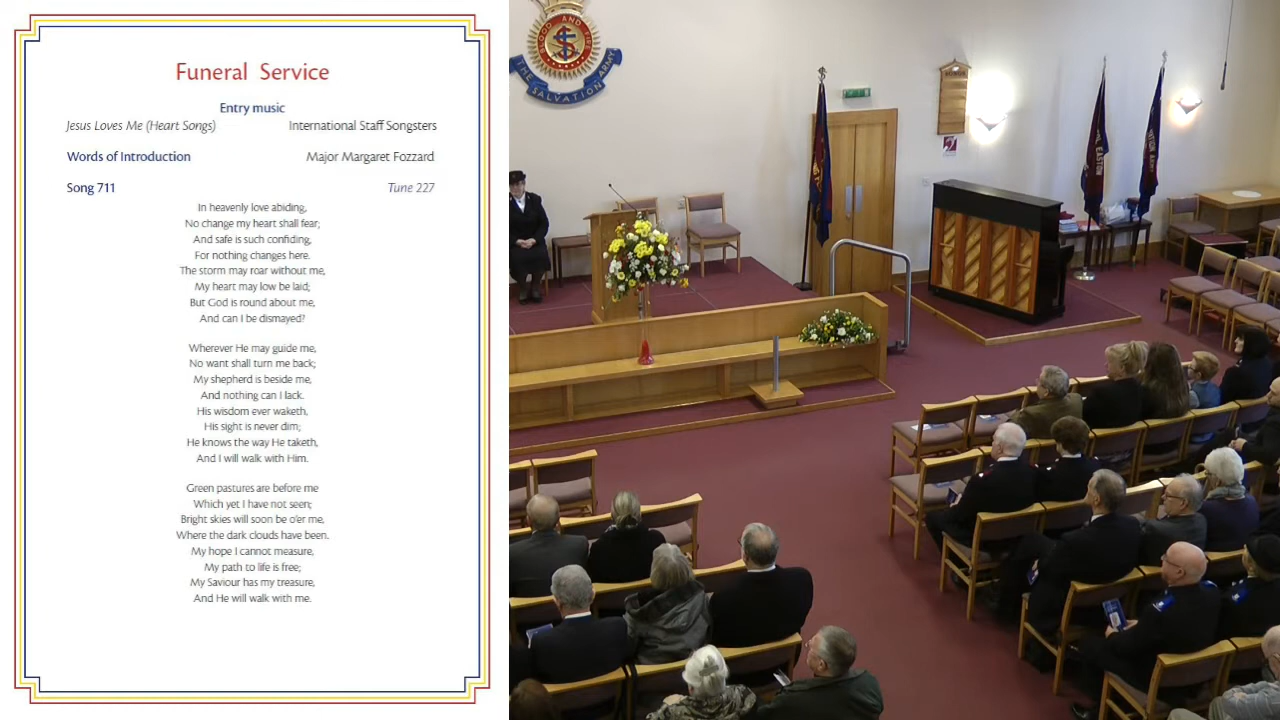 Funeral Service
Entry music
Jesus Loves Me (Heart Songs) International Staff Songsters
Words of Introduction Major Margaret Fozzard
Song 711 Tune 227
In heavenly love abiding,
No change my heart shall fear;
And safe is such confiding,
For nothing changes here.
The storm may roar without me,
My heart may low be laid;
But God is round about me,
And can I be dismayed?
Wherever He may guide me,
No want shall turn me back;
My shepherd is beside me,
And nothing can I lack.
His wisdom ever waketh,
His sight is never dim;
He knows the way He taketh,
And I will walk with Him.
Green pastures are before me
Which yet I have not seen;
Bright skies will soon be o'er me,
Where the dark clouds have been.
My hope I cannot measure,
My path to life is free;
My Saviour has my treasure,
And He will walk with me.
BLOOD AND FIRE
S
THE SALVATION ARMY
EASTON
ARMY